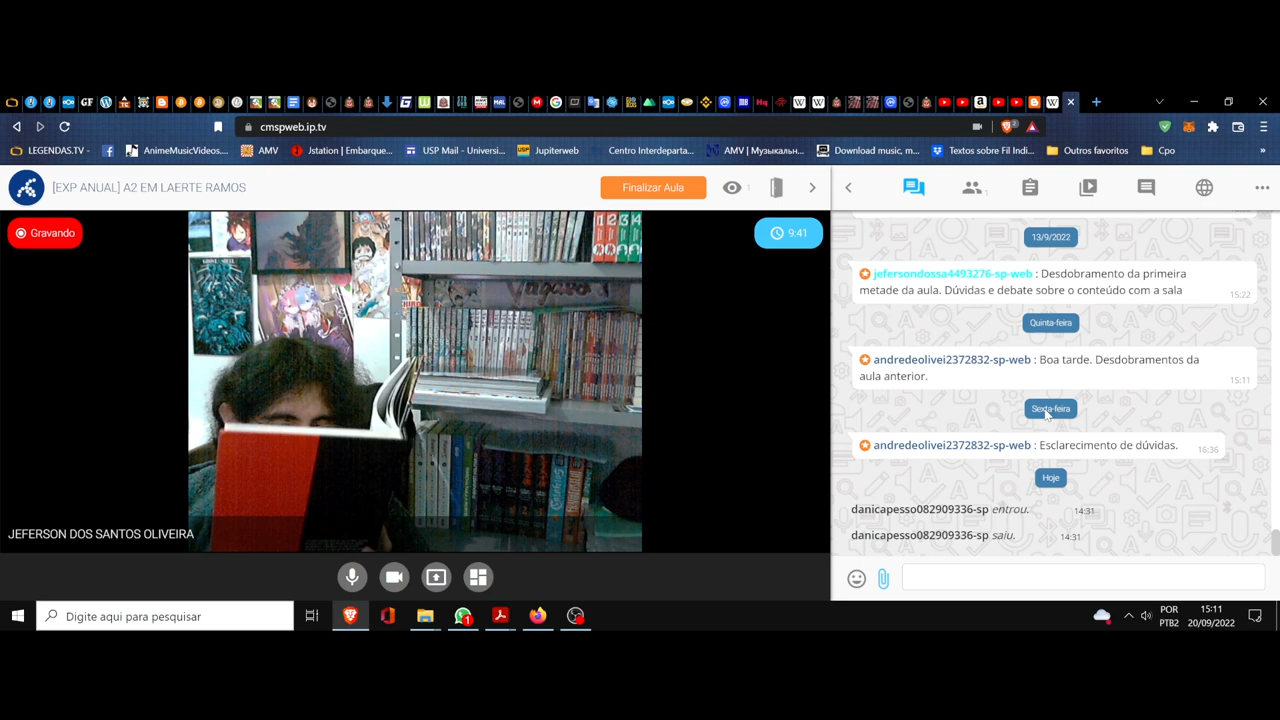 cmspweb.ip.tv
2
LEGENDAS.TV -
AnimeMusicVideos...
AMV
Jstation | Embarque...
USP Mail - Universi...
Jupiterweb
Centro Interdeparta...
AMV | Музыкальн...
Download music, m...
Textos sobre Fil Indi...
Outros favoritos
Cpo
[EXP ANUAL] A2 EM LAERTE RAMOS
Finalizar Aula
1
1
Gravando
9:41
13/9/2022
jefersondossa4493276-sp-web : Desdobramento da primeira
metade da aula. Dúvidas e debate sobre o conteúdo com a sala
15:22
Quinta-feira
andredeolivei2372832-sp-web : Boa tarde. Desdobramentos da
aula anterior.
15:11
Sexta-feira
andredeolivei2372832-sp-web : Esclarecimento de dúvidas.
16:36
Hoje
danicapesso082909336-sp entrou.
14:31
danicapesso082909336-sp saiu.
14:31
JEFERSON DOS SANTOS OLIVEIRA
Digite aqui para pesquisar
1
POR
PTB2
15:11
20/09/2022